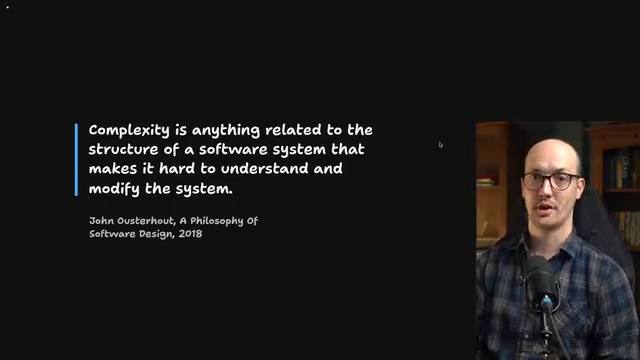 Complexity is anything related to the
structure of a software system that
makes it hard to understand and
modify the system.
John Ousterhout, A Philosophy Of
Software Design, 2018